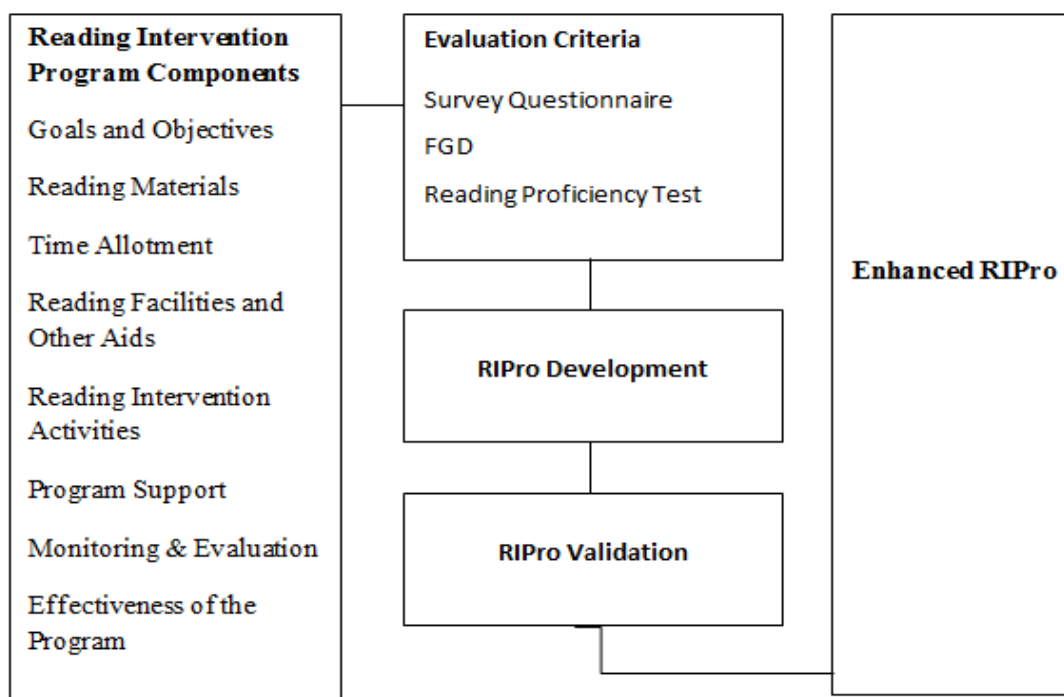 Reading Intervention
Program Components
Goals and Objectives
Reading Materials
Time Allotment
Reading Facilities and
Other Aids
Reading Intervention
Activities
Program Support
Monitoring & Evaluation
Effectiveness of the
Program
Evaluation Criteria
Survey Questionnaire
FGD
Reading Proficiency Test
RIPro Development
RIPro Validation
Enhanced RIPro